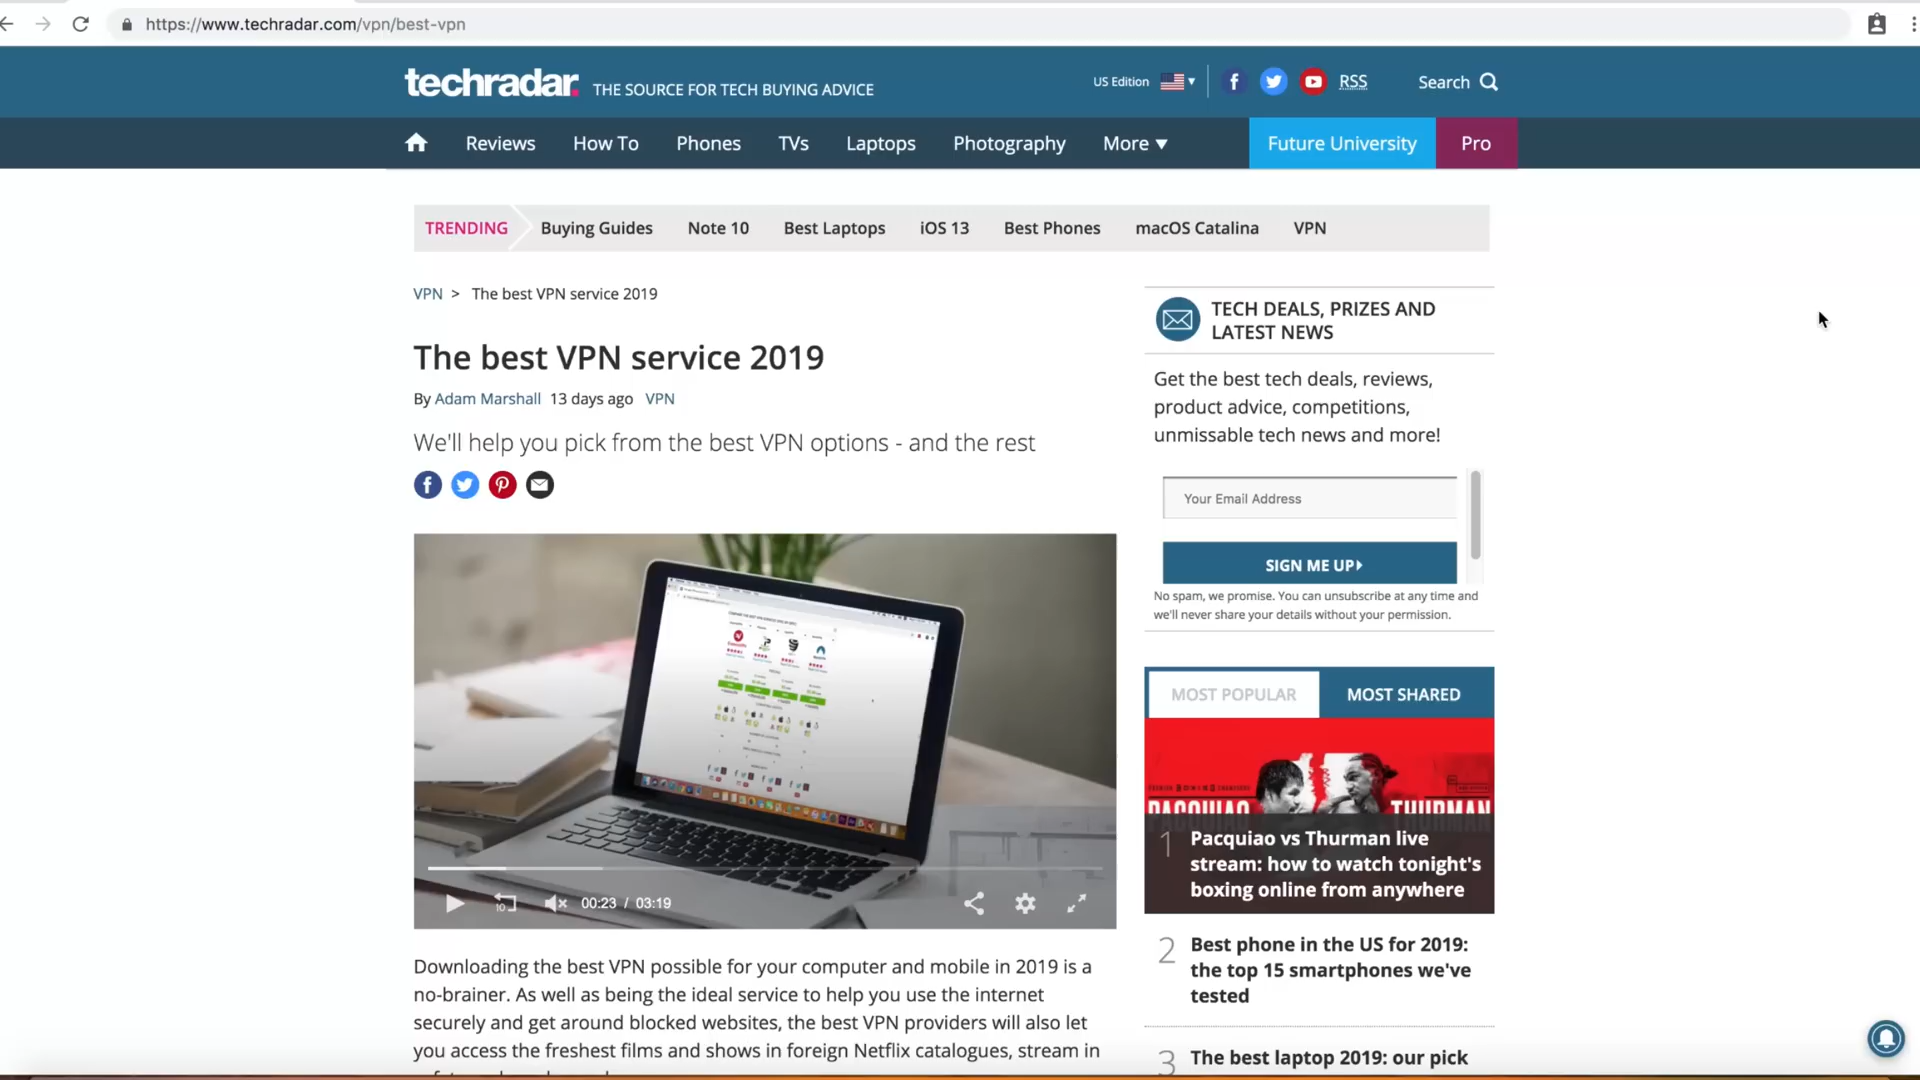 https://www.techradar.com/vpn/best-vpn
techradar. THE SOURCE FOR TECH BUYING ADVICE
US Edition RSS Search
Reviews How To Phones TVs Laptops Photography More Future University Pro
TRENDING Buying Guides Note 10 Best Laptops iOS 13 Best Phones macOS Catalina VPN
VPN > The best VPN service 2019
The best VPN service 2019
By Adam Marshall 13 days ago VPN
We'll help you pick from the best VPN options - and the rest
10 00:23 / 03:19
Downloading the best VPN possible for your computer and mobile in 2019 is a
no-brainer. As well as being the ideal service to help you use the internet
securely and get around blocked websites, the best VPN providers will also let
you access the freshest films and shows in foreign Netflix catalogues, stream in
TECH DEALS, PRIZES AND
LATEST NEWS
Get the best tech deals, reviews,
product advice, competitions,
unmissable tech news and more!
Your Email Address
SIGN ME UP
No spam, we promise. You can unsubscribe at any time and
we'll never share your details without your permission.
MOST POPULAR MOST SHARED
PACQUIAO THURMAN
1 Pacquiao vs Thurman live
stream: how to watch tonight's
boxing online from anywhere
2 Best phone in the US for 2019:
the top 15 smartphones we've
tested
3 The best laptop 2019: our pick